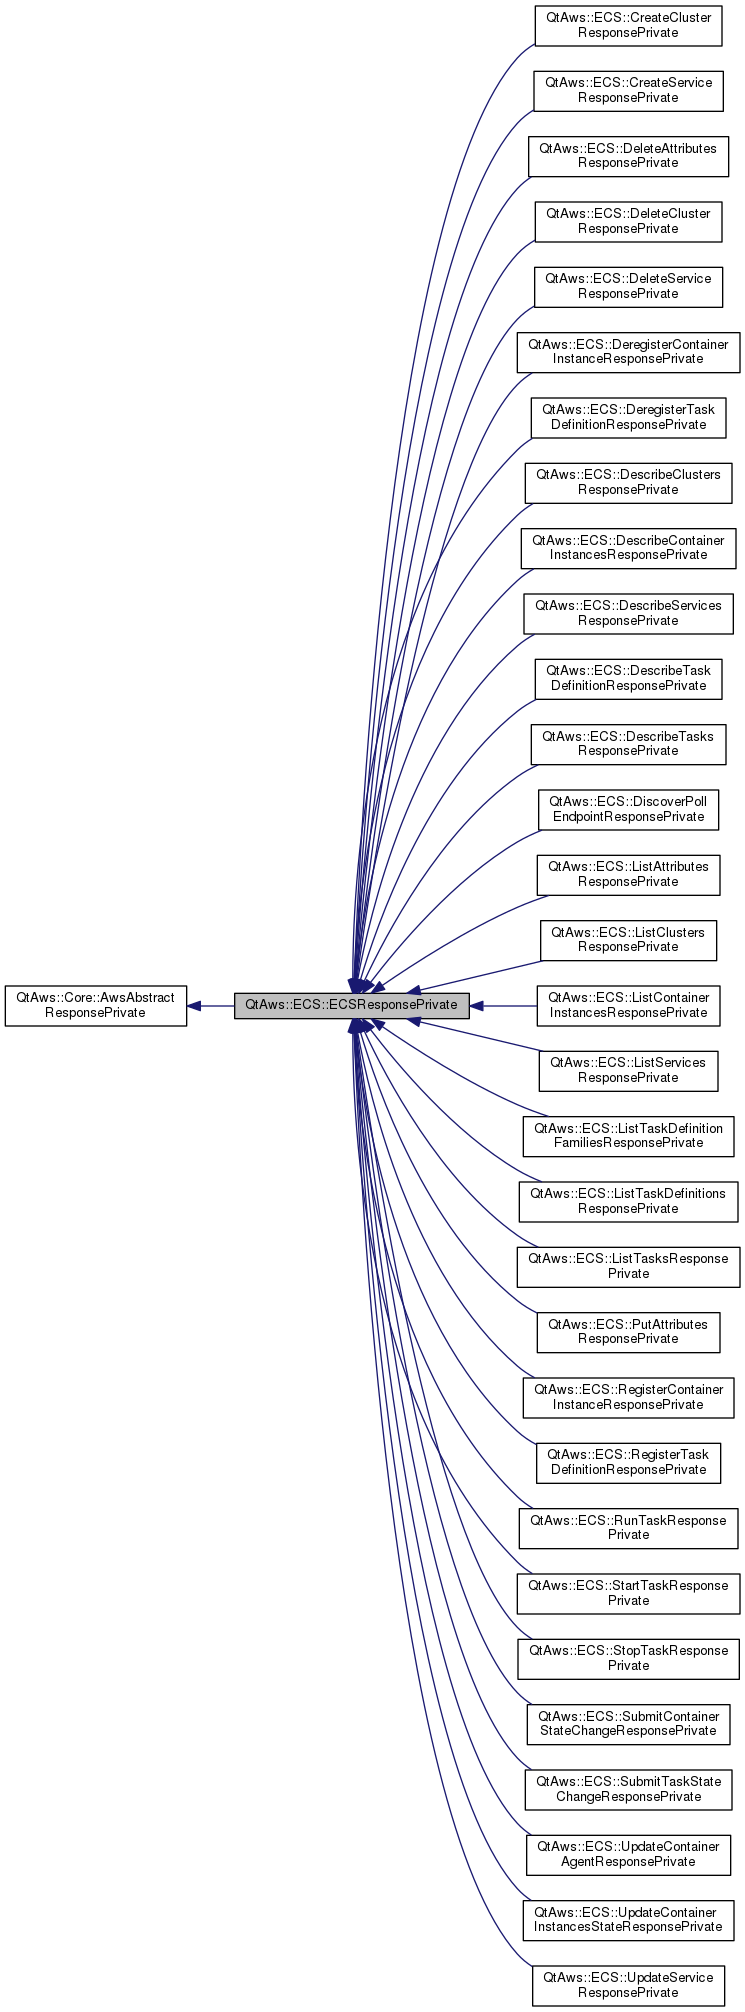 QtAws::ECS::CreateCluster
ResponsePrivate
QtAws::ECS::CreateService
ResponsePrivate
QtAws::ECS::DeleteAttributes
ResponsePrivate
QtAws::ECS::DeleteCluster
ResponsePrivate
QtAws::ECS::DeleteService
ResponsePrivate
QtAws::ECS::DeregisterContainer
InstanceResponsePrivate
QtAws::ECS::DeregisterTask
DefinitionResponsePrivate
QtAws::ECS::DescribeClusters
ResponsePrivate
QtAws::ECS::DescribeContainer
InstancesResponsePrivate
QtAws::ECS::DescribeServices
ResponsePrivate
QtAws::ECS::DescribeTask
DefinitionResponsePrivate
QtAws::ECS::DescribeTasks
ResponsePrivate
QtAws::ECS::DiscoverPoll
EndpointResponsePrivate
QtAws::ECS::ListAttributes
ResponsePrivate
QtAws::ECS::ListClusters
ResponsePrivate
QtAws::Core::AwsAbstract
ResponsePrivate
QtAws::ECS::ECSResponsePrivate
QtAws::ECS::ListContainer
InstancesResponsePrivate
QtAws::ECS::ListServices
ResponsePrivate
QtAws::ECS::ListTaskDefinition
FamiliesResponsePrivate
QtAws::ECS::ListTaskDefinitions
ResponsePrivate
QtAws::ECS::ListTasksResponse
Private
QtAws::ECS::PutAttributes
ResponsePrivate
QtAws::ECS::RegisterContainer
InstanceResponsePrivate
QtAws::ECS::RegisterTask
DefinitionResponsePrivate
QtAws::ECS::RunTaskResponse
Private
QtAws::ECS::StartTaskResponse
Private
QtAws::ECS::StopTaskResponse
Private
QtAws::ECS::SubmitContainer
StateChangeResponsePrivate
QtAws::ECS::SubmitTaskState
ChangeResponsePrivate
QtAws::ECS::UpdateContainer
AgentResponsePrivate
QtAws::ECS::UpdateContainer
InstancesStateResponsePrivate
QtAws::ECS::UpdateService
ResponsePrivate